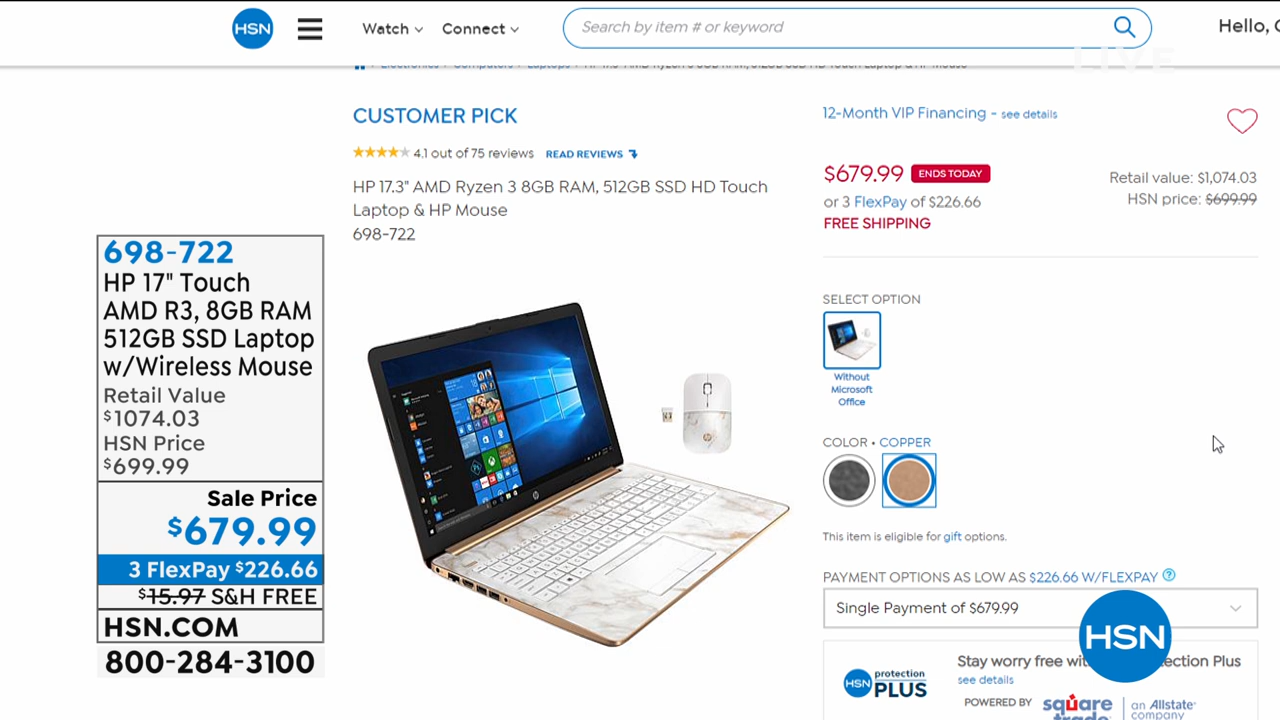 HSN
Watch
Connect
Search by item # or keyword
Hello,
LIVE
CUSTOMER PICK
4.1 out of 75 reviews READ REVIEWS
HP 17.3" AMD Ryzen 3 8GB RAM, 512GB SSD HD Touch
Laptop & HP Mouse
698-722
12-Month VIP Financing - see details
$679.99 ENDS TODAY
or 3 FlexPay of $226.66
FREE SHIPPING
Retail value: $1,074.03
HSN price: $699.99
698-722
HP 17" Touch
AMD R3, 8GB RAM
512GB SSD Laptop
w/Wireless Mouse
Retail Value
$1074.03
HSN Price
$699.99
Sale Price
$679.99
3 FlexPay $226.66
$15.97 S&H FREE
HSN.COM
800-284-3100
SELECT OPTION
Without
Microsoft
Office
COLOR • COPPER
This item is eligible for gift options.
PAYMENT OPTIONS AS LOW AS $226.66 W/FLEXPAY
Single Payment of $679.99
HSN
HSN protection
PLUS
Stay worry free ection Plus
see details
POWERED BY square
trade
an Allstate
company